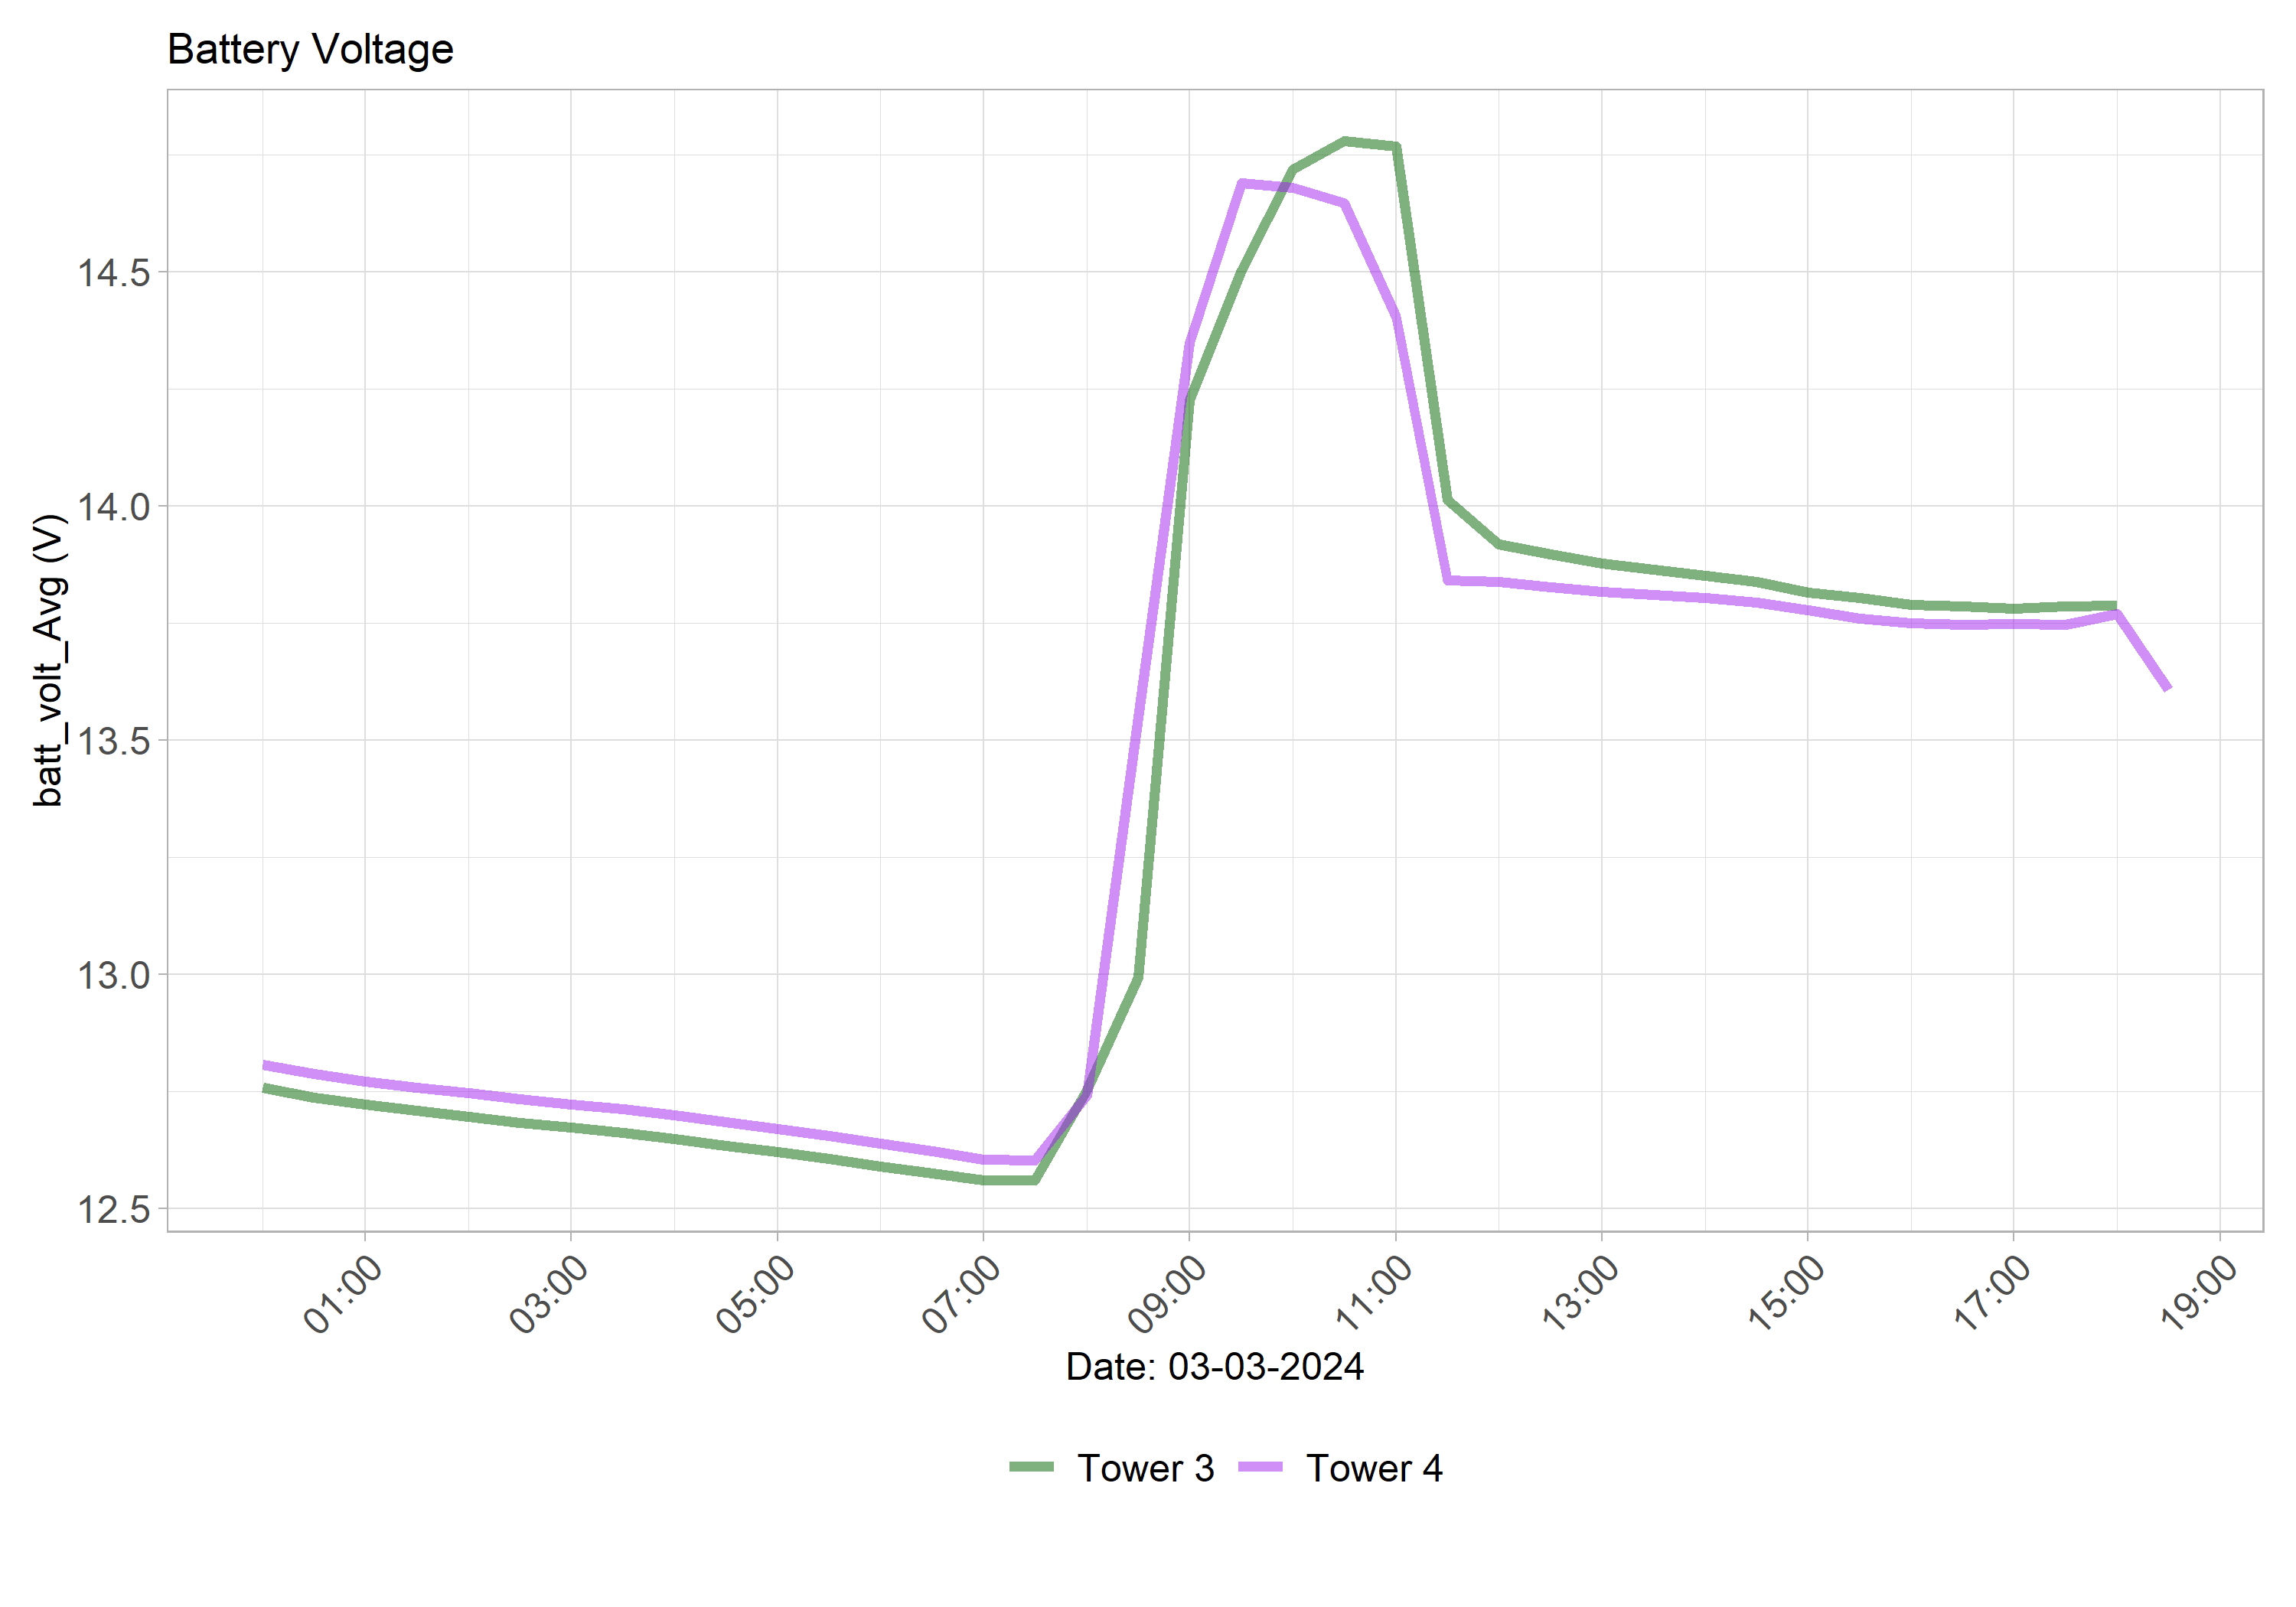 Battery Voltage
batt_volt_Avg (V)
14.5
14.0
13.5
13.0
12.5
01:00 03:00 05:00 07:00 09:00 11:00 13:00 15:00 17:00 19:00
Date: 03-03-2024
Tower 3 Tower 4